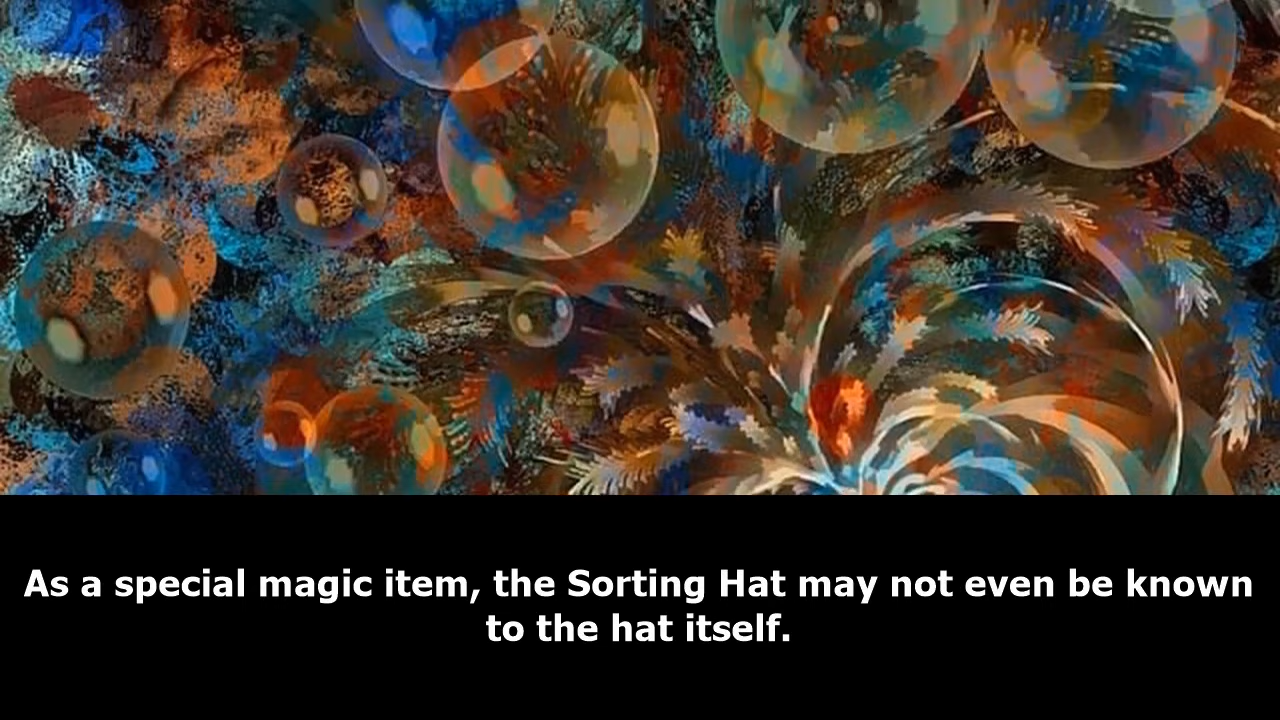 As a special magic item, the Sorting Hat may not even be known
to the hat itself.